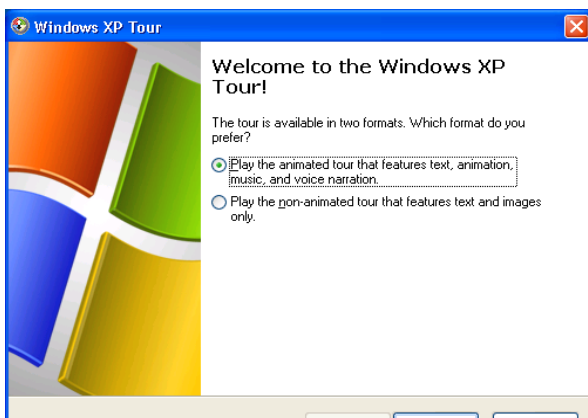 Windows XP Tour
Welcome to the Windows XP
Tour!
The tour is available in two formats. Which format do you
prefer?
Play the animated tour that features text, animation,
music, and voice narration.
Play the non-animated tour that features text and images
only.